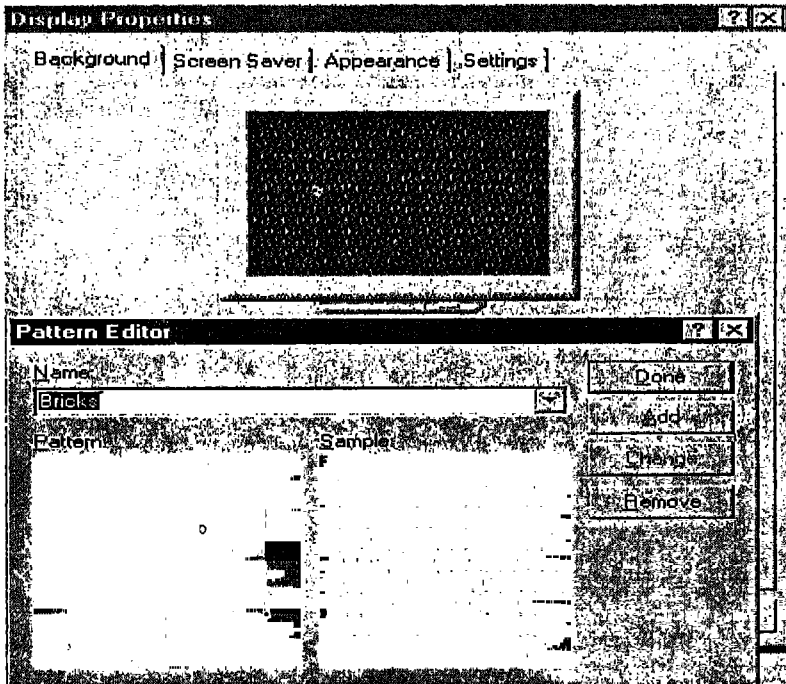 Display Properties
Background Screen Saver Appearance Settings
Pattern Editor
Name:
Bricks
Done
Add
Pattern: Sample:
Change
Remove